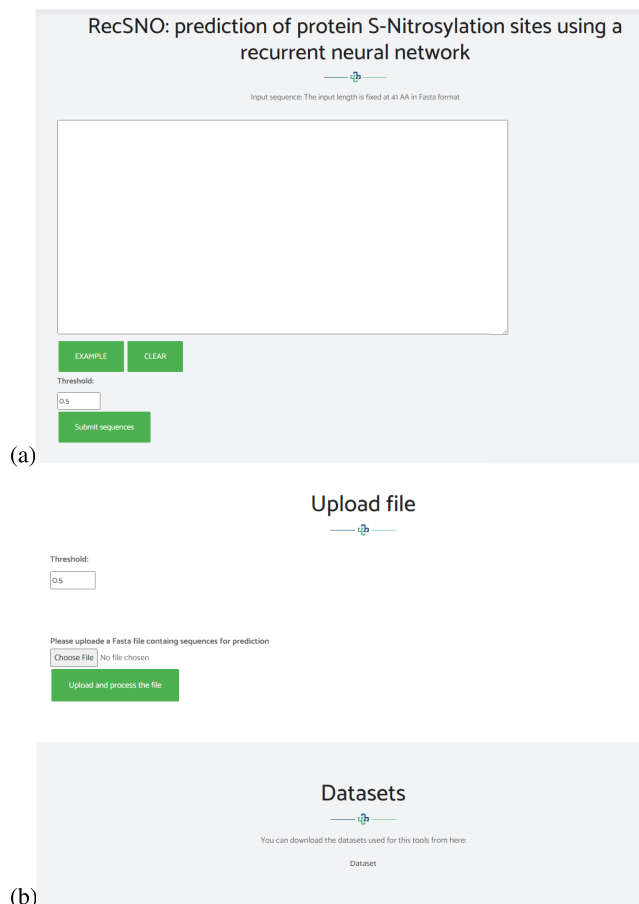 RecSNO: prediction of protein S-Nitrosylation sites using a
recurrent neural network
Input sequence: The input length is fixed at 41 AA in Fasta format
EXAMPLE CLEAR
Threshold:
0.5
Submit sequences
(a)
Upload file
Threshold:
0.5
Please uploade a Fasta file containg sequences for prediction
Choose File No file chosen
Upload and process the file
Datasets
You can download the datasets used for this tools from here:
Dataset
(b)